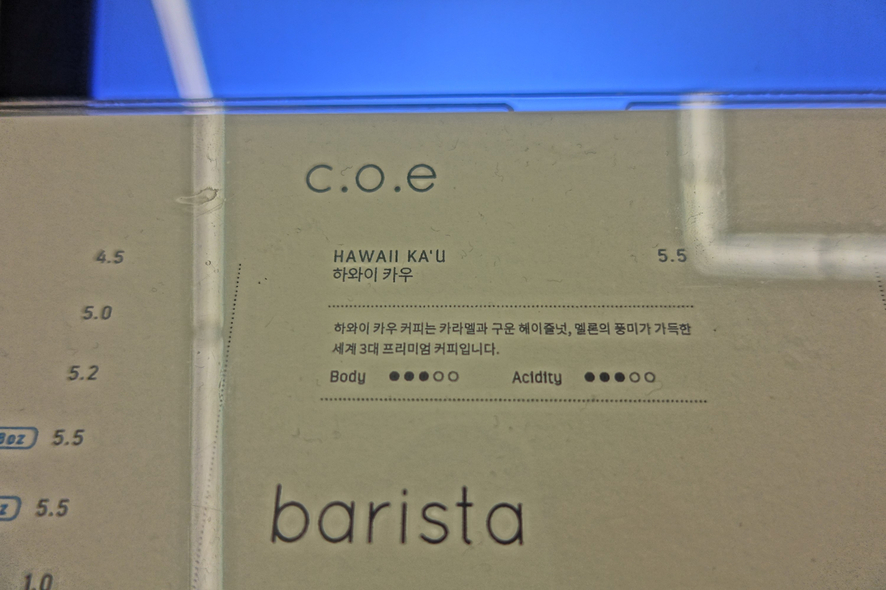 c.o.e
4.5
HAWAII KA'U 5.5
하와이 카우
5.0
하와이 카우 커피는 카라멜과 구운 헤이즐넛, 멜론의 풍미가 가득한
세계 3대 프리미엄 커피입니다.
5.2
Body Acidity
8oz 5.5
z 5.5
barista
1.0